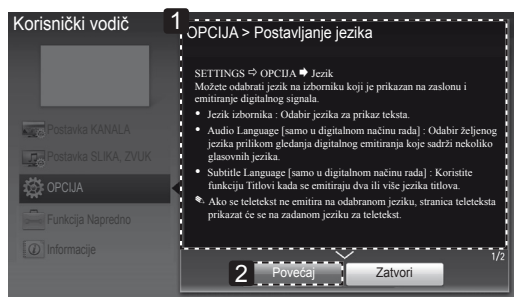 Korisnički vodič
1
OPCIJA > Postavljanje jezika
SETTINGS ⇨ OPCIJA ➡ Jezik
Možete odabrati jezik na izborniku koji je prikazan na zaslonu i
emitiranje digitalnog signala.
• Jezik izbornika : Odabir jezika za prikaz teksta.
• Audio Language [samo u digitalnom načinu rada] : Odabir željenog
jezika prilikom gledanja digitalnog emitiranja koje sadrži nekoliko
glasovnih jezika.
• Subtitle Language [samo u digitalnom načinu rada] : Koristite
funkciju Titlovi kada se emitiraju dva ili više jezika titlova.
Ako se teletekst ne emitira na odabranom jeziku, stranica teleteksta
prikazat će se na zadanom jeziku za teletekst.
Postavka KANALA
Postavka SLIKA, ZVUK
OPCIJA
Funkcija Napredno
Informacije
1/2
2
Povećaj
Zatvori